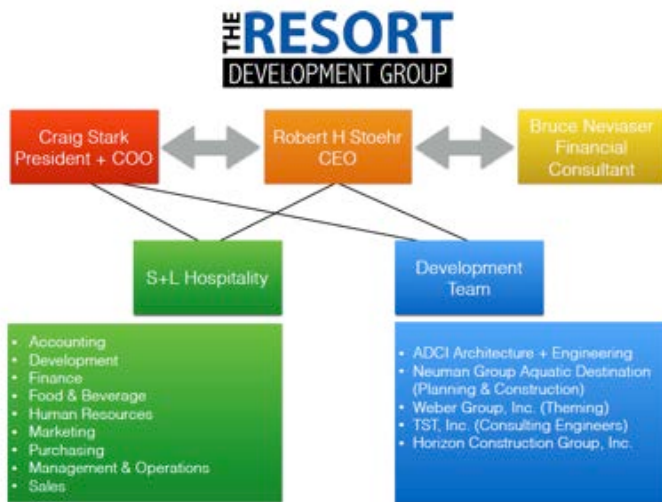 THE RESORT
DEVELOPMENT GROUP
Craig Stark
President + COO
Robert H Stoehr
CEO
Bruce Neviaser
Financial
Consultant
S+L Hospitality
Development
Team
• Accounting
• Development
• Finance
• Food & Beverage
• Human Resources
• Marketing
• Purchasing
• Management & Operations
• Sales
• ADCI Architecture + Engineering
• Neuman Group Aquatic Destination
(Planning & Construction)
• Weber Group, Inc. (Theming)
• TST, Inc. (Consulting Engineers)
• Horizon Construction Group, Inc.